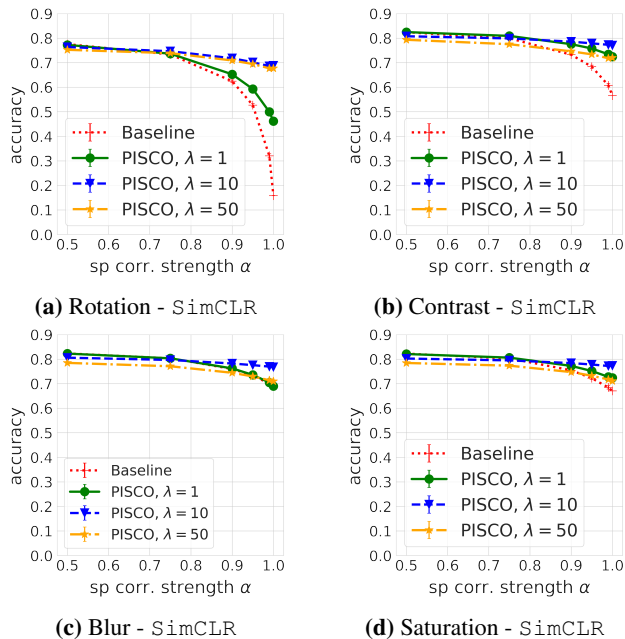 0.9
0.8
0.7
0.6
0.5
0.4
0.3
0.2
0.1
0.0
accuracy
Baseline
PISCO, λ = 1
PISCO, λ = 10
PISCO, λ = 50
0.5 0.6 0.7 0.8 0.9 1.0
sp corr. strength α
(a) Rotation - SimCLR
0.9
0.8
0.7
0.6
0.5
0.4
0.3
0.2
0.1
0.0
accuracy
Baseline
PISCO, λ = 1
PISCO, λ = 10
PISCO, λ = 50
0.5 0.6 0.7 0.8 0.9 1.0
sp corr. strength α
(b) Contrast - SimCLR
0.9
0.8
0.7
0.6
0.5
0.4
0.3
0.2
0.1
0.0
accuracy
Baseline
PISCO, λ = 1
PISCO, λ = 10
PISCO, λ = 50
0.5 0.6 0.7 0.8 0.9 1.0
sp corr. strength α
(c) Blur - SimCLR
0.9
0.8
0.7
0.6
0.5
0.4
0.3
0.2
0.1
0.0
accuracy
Baseline
PISCO, λ = 1
PISCO, λ = 10
PISCO, λ = 50
0.5 0.6 0.7 0.8 0.9 1.0
sp corr. strength α
(d) Saturation - SimCLR